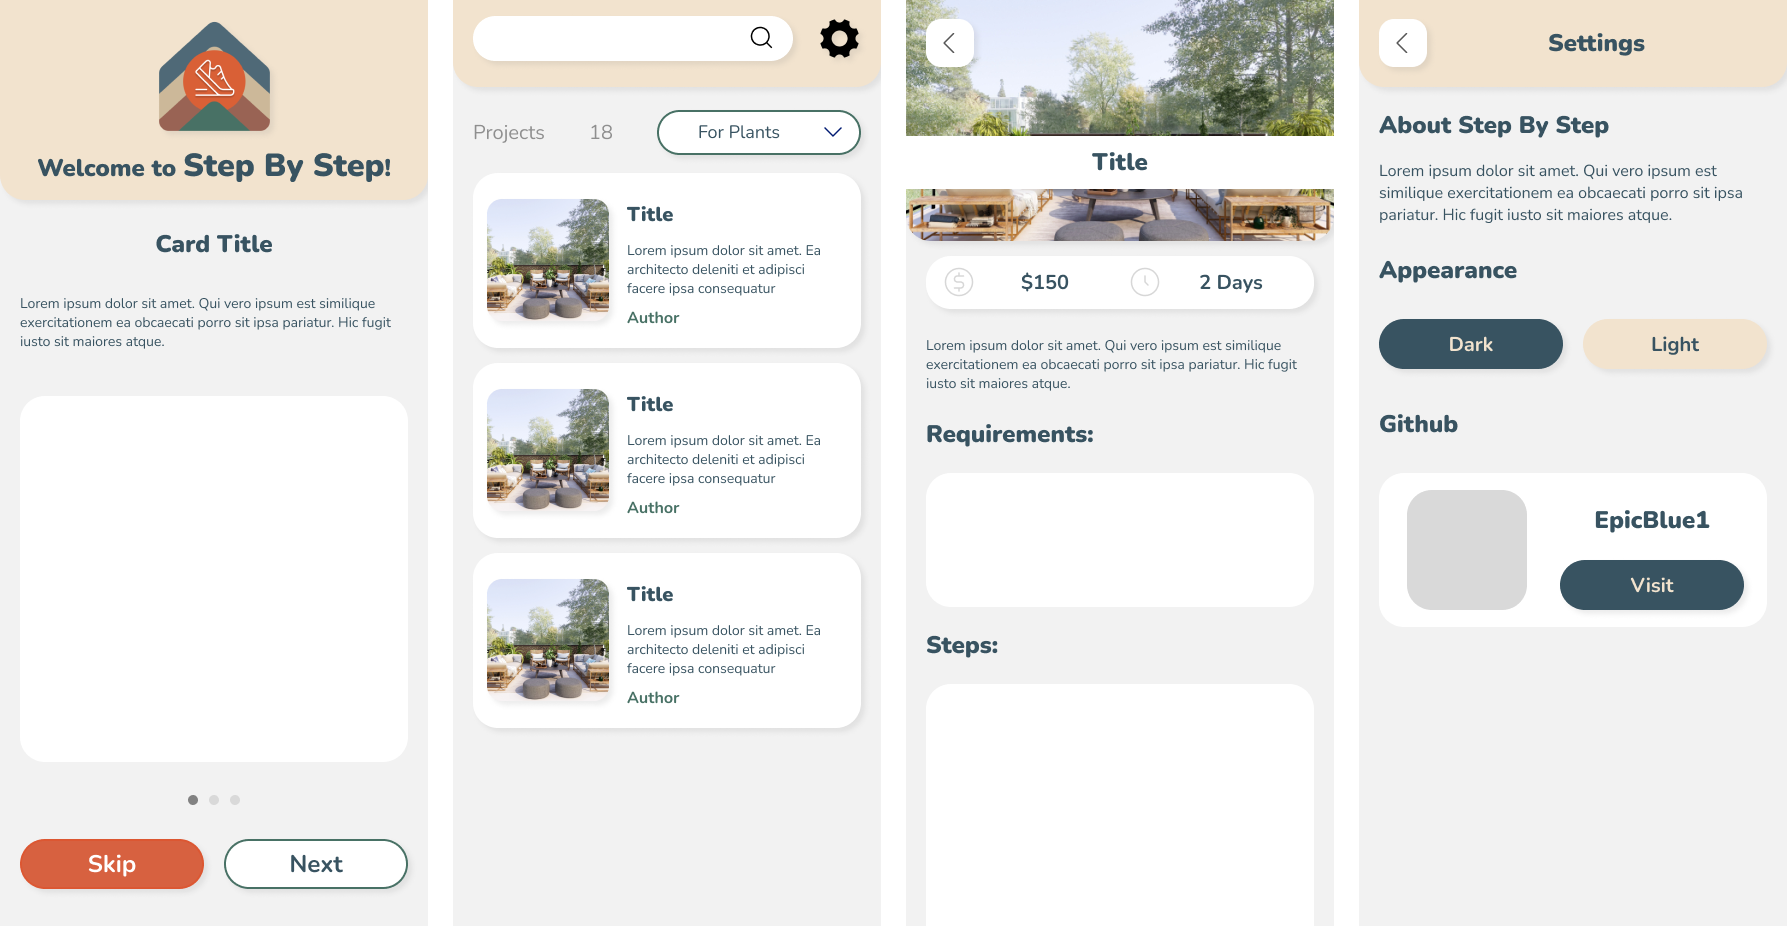 Welcome to Step By Step!
Card Title
Lorem ipsum dolor sit amet. Qui vero ipsum est similique
exercitationem ea obcaecati porro sit ipsa pariatur. Hic fugit
iusto sit maiores atque.
Skip
Next
Projects 18
For Plants
Title
Lorem ipsum dolor sit amet. Ea
architecto deleniti et adipisci
facere ipsa consequatur
Author
Title
Lorem ipsum dolor sit amet. Ea
architecto deleniti et adipisci
facere ipsa consequatur
Author
Title
Lorem ipsum dolor sit amet. Ea
architecto deleniti et adipisci
facere ipsa consequatur
Author
Title
$150
2 Days
Lorem ipsum dolor sit amet. Qui vero ipsum est similique
exercitationem ea obcaecati porro sit ipsa pariatur. Hic fugit
iusto sit maiores atque.
Requirements:
Steps:
Settings
About Step By Step
Lorem ipsum dolor sit amet. Qui vero ipsum est
similique exercitationem ea obcaecati porro sit ipsa
pariatur. Hic fugit iusto sit maiores atque.
Appearance
Dark
Light
Github
EpicBlue1
Visit